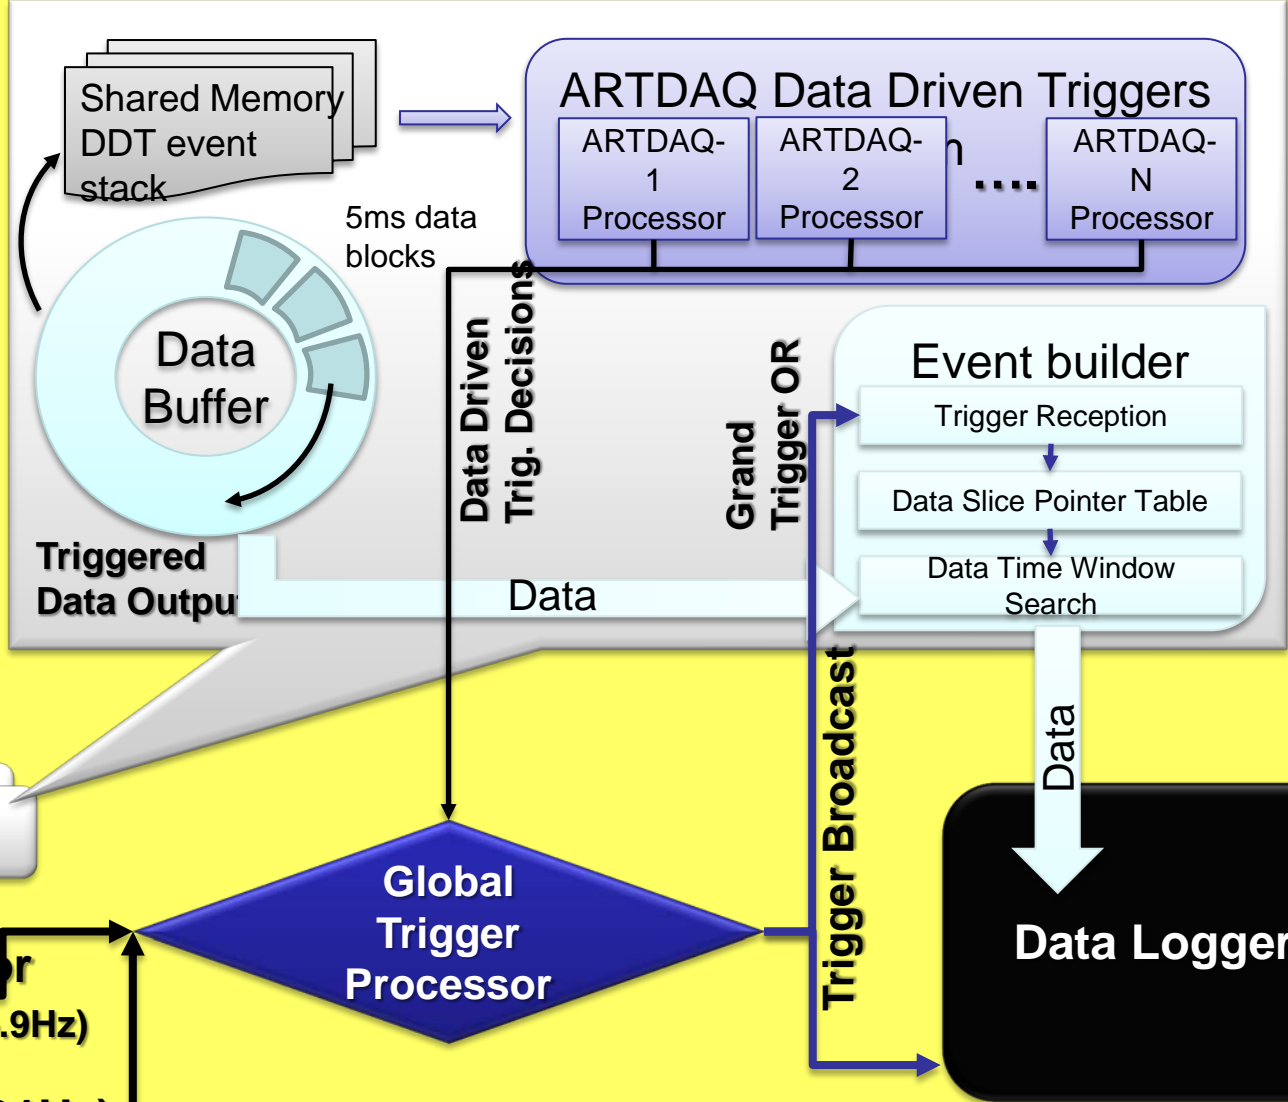 Shared Memory
DDT event
stack
ARTDAQ Data Driven Triggers
ARTDAQ-
1
Processor
ARTDAQ-
2
Processor
....
ARTDAQ-
N
Processor
5ms data
blocks
Data
Buffer
Data Driven
Trig. Decisions
Grand
Trigger OR
Event builder
Trigger Reception
Data Slice Pointer Table
Data Time Window
Search
Triggered
Data Outpu
Data
Trigger Broadcast
Data
Global
Trigger
Processor
Data Logger
or
.9Hz)